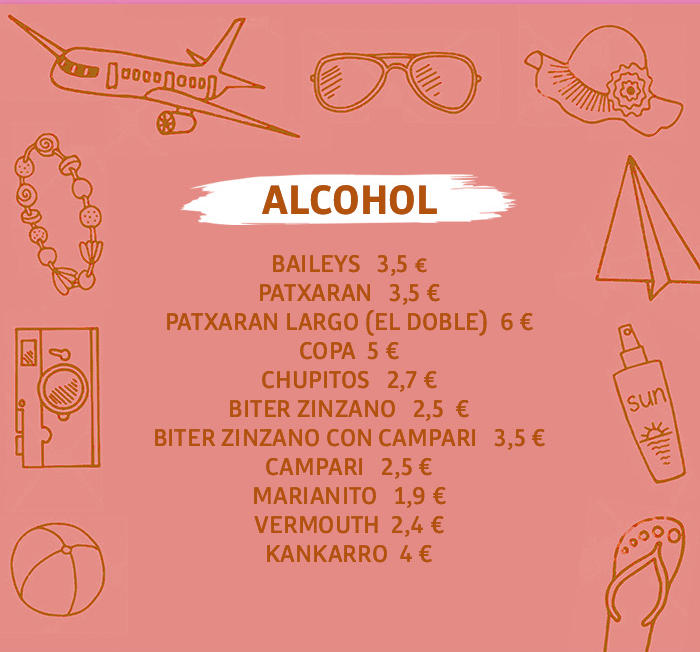 ALCOHOL
BAILEYS 3,5 €
PATXARAN 3,5 €
PATXARAN LARGO (EL DOBLE) 6 €
COPA 5 €
CHUPITOS 2,7 €
BITER ZINZANO 2,5 €
BITER ZINZANO CON CAMPARI 3,5 €
CAMPARI 2,5 €
MARIANITO 1,9 €
VERMOUTH 2,4 €
KANKARRO 4 €
sun